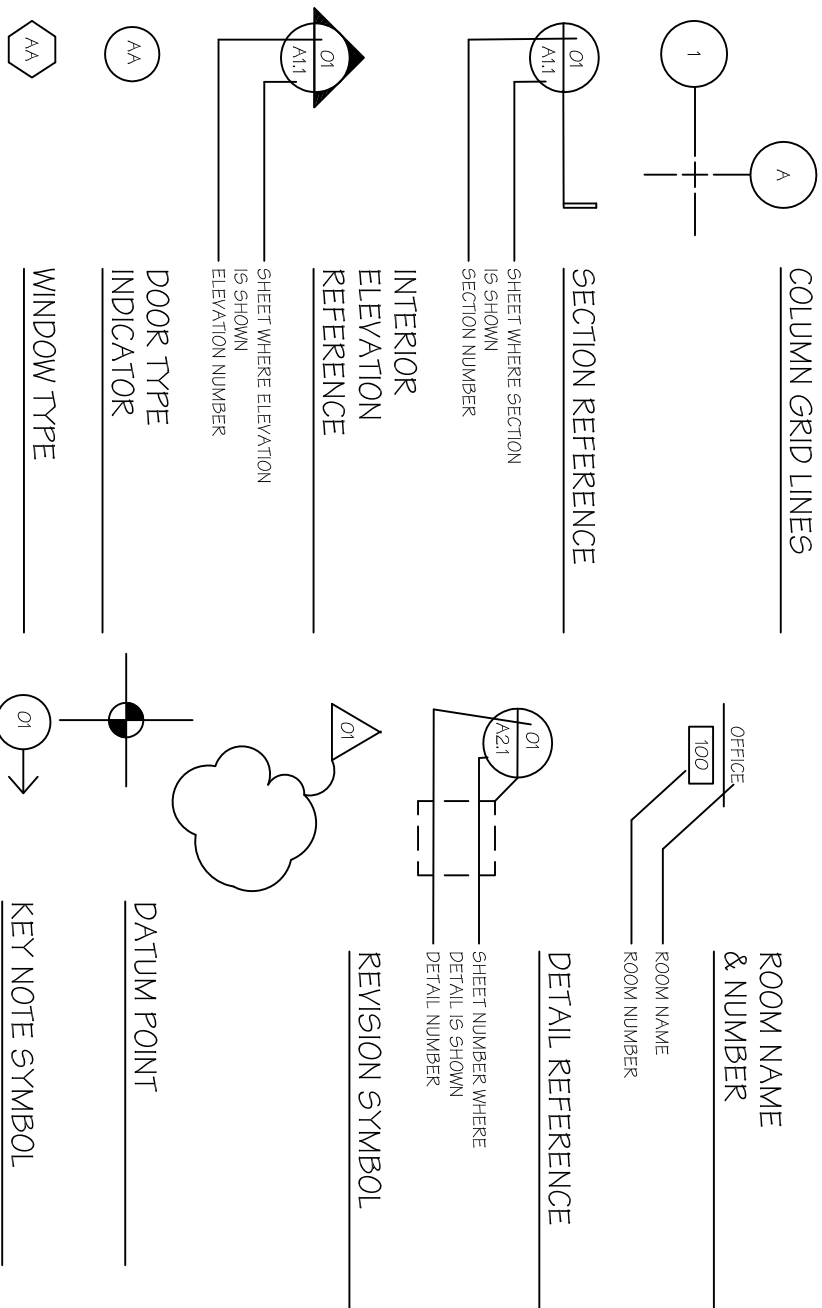 1
A
COLUMN GRID LINES
01
A1.1
SECTION REFERENCE
SHEET WHERE SECTION
IS SHOWN
SECTION NUMBER
01
A1.1
INTERIOR
ELEVATION
REFERENCE
SHEET WHERE ELEVATION
IS SHOWN
ELEVATION NUMBER
AA
DOOR TYPE
INDICATOR
AA
WINDOW TYPE
OFFICE
100
ROOM NAME
& NUMBER
ROOM NAME
ROOM NUMBER
01
A2.1
DETAIL REFERENCE
SHEET NUMBER WHERE
DETAIL IS SHOWN
DETAIL NUMBER
01
REVISION SYMBOL
DATUM POINT
01
KEY NOTE SYMBOL